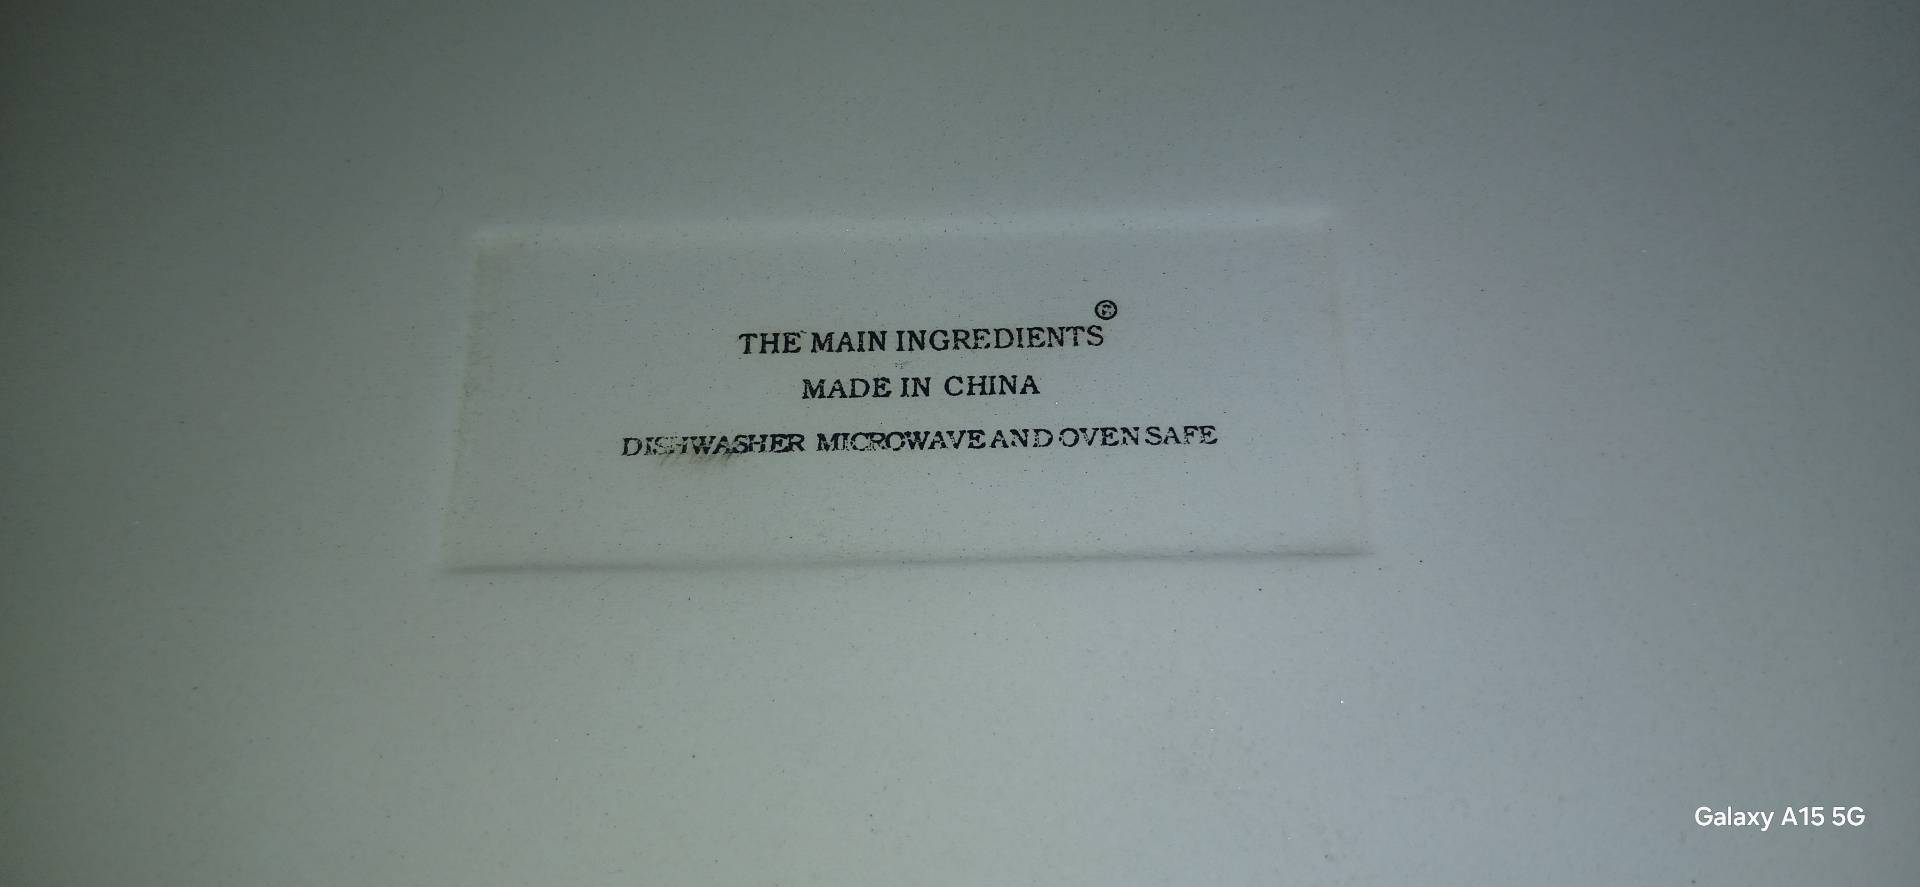 THE MAIN INGREDIENTS®
MADE IN CHINA
DISHWASHER MICROWAVE AND OVEN SAFE
Galaxy A15 5G